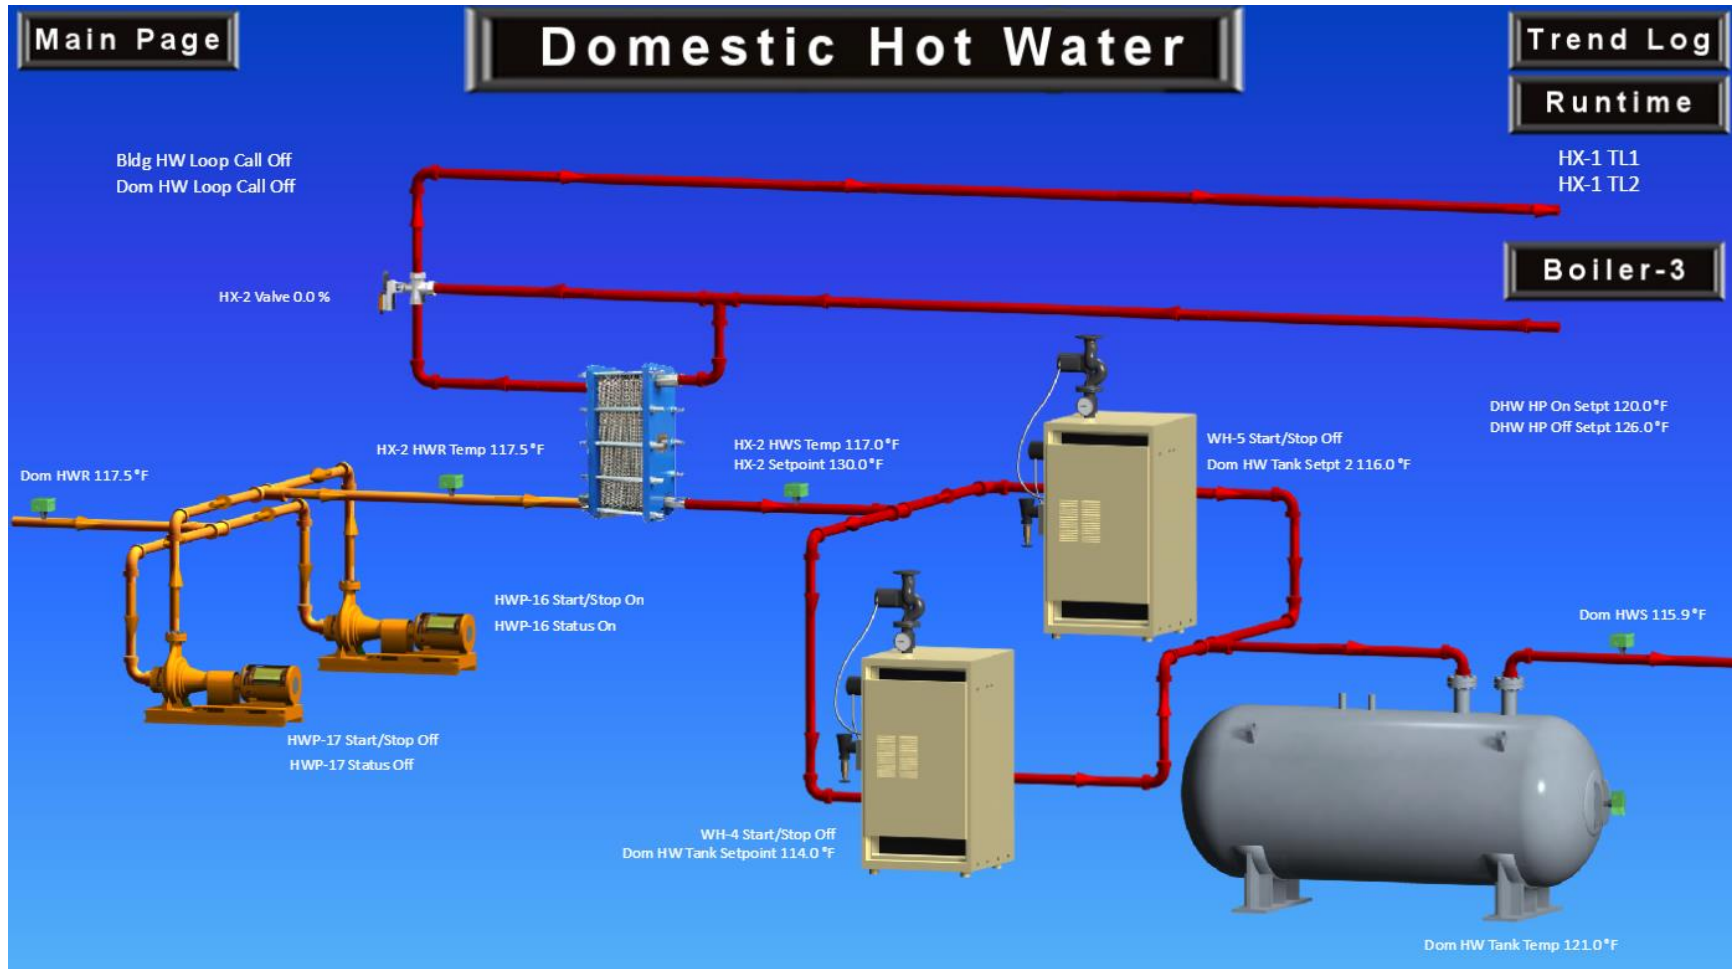 Main Page
Domestic Hot Water
Trend Log
Runtime
HX-1 TL1
HX-1 TL2
Bldg HW Loop Call Off
Dom HW Loop Call Off
Boiler-3
HX-2 Valve 0.0 %
DHW HP On Setpt 120.0°F
DHW HP Off Setpt 126.0°F
Dom HWR 117.5°F
HX-2 HWR Temp 117.5°F
HX-2 HWS Temp 117.0°F
HX-2 Setpoint 130.0°F
WH-5 Start/Stop Off
Dom HW Tank Setpt 2 116.0°F
HWP-16 Start/Stop On
HWP-16 Status On
Dom HWS 115.9°F
HWP-17 Start/Stop Off
HWP-17 Status Off
WH-4 Start/Stop Off
Dom HW Tank Setpoint 114.0°F
Dom HW Tank Temp 121.0°F